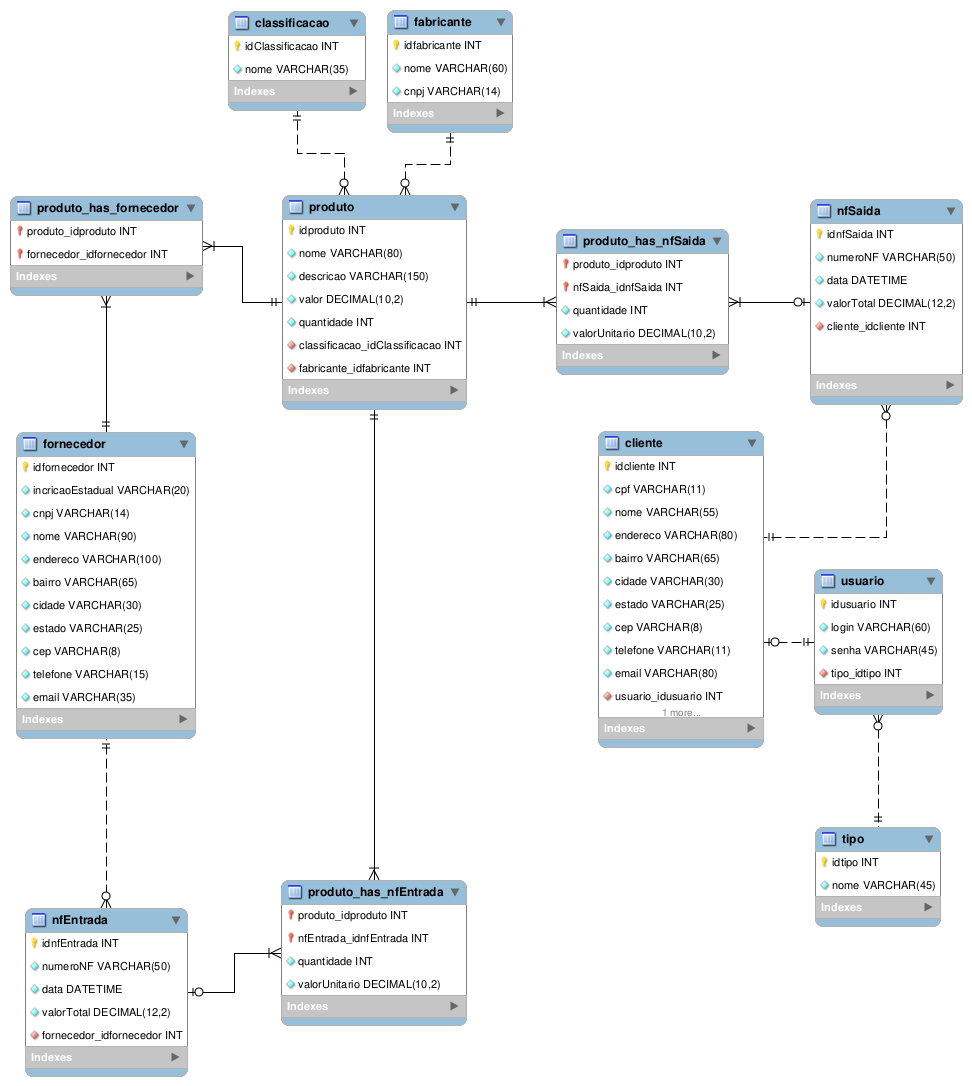 classificacao
idClassificacao INT
nome VARCHAR(35)
Indexes
fabricante
idfabricante INT
nome VARCHAR(60)
cnpj VARCHAR(14)
Indexes
produto_has_fornecedor
produto_idproduto INT
fornecedor_idfornecedor INT
Indexes
produto
idproduto INT
nome VARCHAR(80)
descricao VARCHAR(150)
valor DECIMAL(10,2)
quantidade INT
classificacao_idClassificacao INT
fabricante_idfabricante INT
Indexes
produto_has_nfSaida
produto_idproduto INT
nfSaida_idnfSaida INT
quantidade INT
valorUnitario DECIMAL(10,2)
Indexes
nfSaida
idnfSaida INT
numeroNF VARCHAR(50)
data DATETIME
valorTotal DECIMAL(12,2)
cliente_idcliente INT
Indexes
fornecedor
idfornecedor INT
incricaoEstadual VARCHAR(20)
cnpj VARCHAR(14)
nome VARCHAR(90)
endereco VARCHAR(100)
bairro VARCHAR(65)
cidade VARCHAR(30)
estado VARCHAR(25)
cep VARCHAR(8)
telefone VARCHAR(15)
email VARCHAR(35)
Indexes
cliente
idcliente INT
cpf VARCHAR(11)
nome VARCHAR(55)
endereco VARCHAR(80)
bairro VARCHAR(65)
cidade VARCHAR(30)
estado VARCHAR(25)
cep VARCHAR(8)
telefone VARCHAR(11)
email VARCHAR(80)
usuario_idusuario INT
1 more...
Indexes
usuario
idusuario INT
login VARCHAR(60)
senha VARCHAR(45)
tipo_idtipo INT
Indexes
tipo
idtipo INT
nome VARCHAR(45)
Indexes
nfEntrada
idnfEntrada INT
numeroNF VARCHAR(50)
data DATETIME
valorTotal DECIMAL(12,2)
fornecedor_idfornecedor INT
Indexes
produto_has_nfEntrada
produto_idproduto INT
nfEntrada_idnfEntrada INT
quantidade INT
valorUnitario DECIMAL(10,2)
Indexes